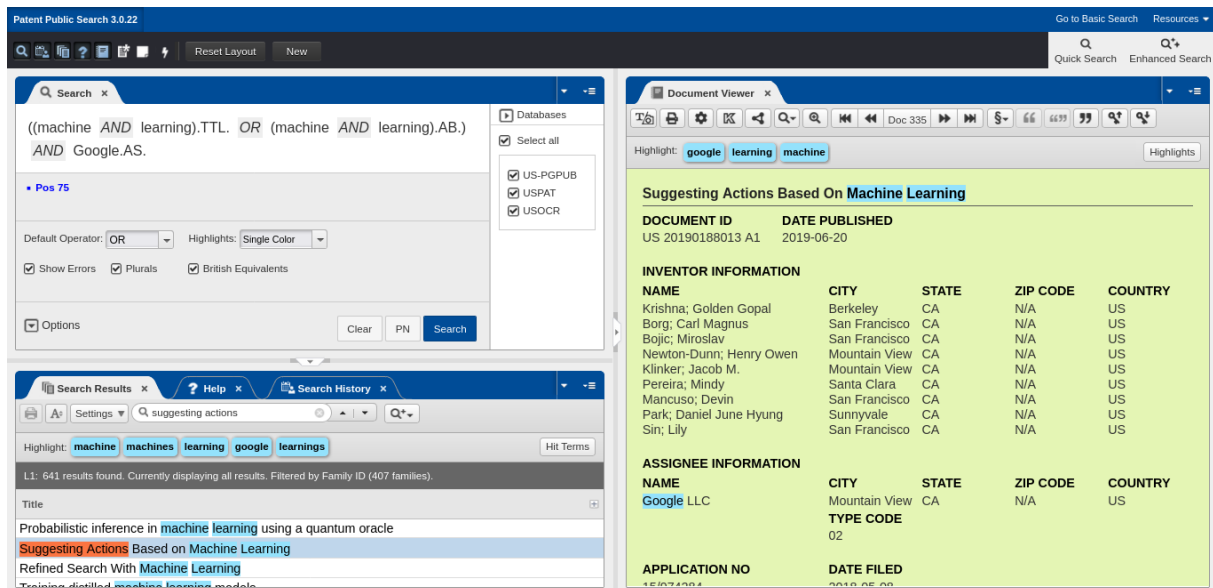 Patent Public Search 3.0.22
Go to Basic Search Resources
Reset Layout New
Quick Search Enhanced Search
Search ×
((machine AND learning).TTL. OR (machine AND learning).AB.)
AND Google.AS.
Pos 75
Default Operator: OR Highlights: Single Color
Show Errors Plurals British Equivalents
Options
Clear PN Search
Databases
Select all
US-PGPUB
USPAT
USOCR
Search Results × Help × Search History ×
Settings suggesting actions
Highlight: machine machines learning google learnings
Hit Terms
L1: 641 results found. Currently displaying all results. Filtered by Family ID (407 families).
Title
Probabilistic inference in machine learning using a quantum oracle
Suggesting Actions Based on Machine Learning
Refined Search With Machine Learning
Training distilled machine learning models
Document Viewer ×
Doc 335
Highlight: google learning machine
Highlights
Suggesting Actions Based On Machine Learning
DOCUMENT ID DATE PUBLISHED
US 20190188013 A1 2019-06-20
INVENTOR INFORMATION
NAME CITY STATE ZIP CODE COUNTRY
Krishna; Golden Gopal Berkeley CA N/A US
Borg; Carl Magnus San Francisco CA N/A US
Bojic; Miroslav San Francisco CA N/A US
Newton-Dunn; Henry Owen Mountain View CA N/A US
Klinker; Jacob M. Mountain View CA N/A US
Pereira; Mindy Santa Clara CA N/A US
Mancuso; Devin San Francisco CA N/A US
Park; Daniel June Hyung Sunnyvale CA N/A US
Sin; Lily San Francisco CA N/A US
ASSIGNEE INFORMATION
NAME CITY STATE ZIP CODE COUNTRY
Google LLC Mountain View CA N/A US
TYPE CODE
02
APPLICATION NO DATE FILED
15/974284 2018-05-08